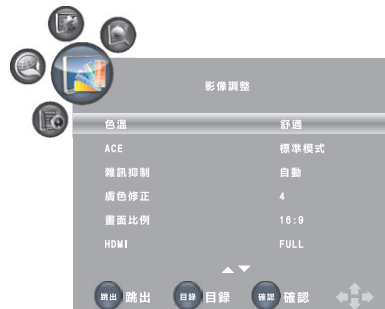 影像調整
色溫 舒適
ACE 標準模式
雜訊抑制 自動
膚色修正 4
畫面比例 16:9
HDMI FULL
跳出 跳出 目錄 目錄 確認 確認